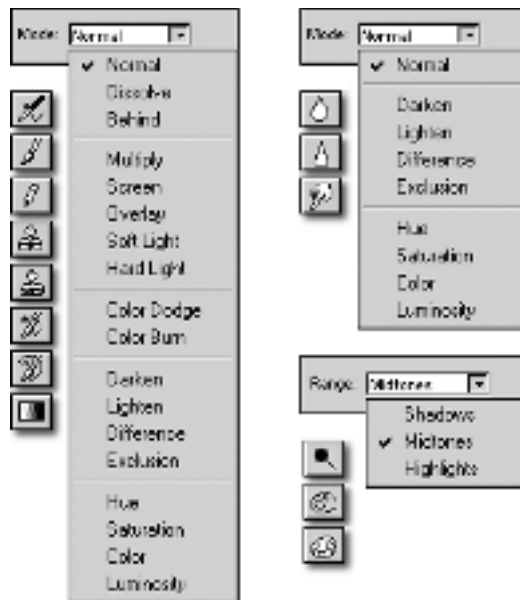 Mode: Normal
Normal
Dissolve
Behind
Multiply
Screen
Overlay
Soft Light
Hard Light
Color Dodge
Color Burn
Darken
Lighten
Difference
Exclusion
Hue
Saturation
Color
Luminosity
Mode: Normal
Normal
Darken
Lighten
Difference
Exclusion
Hue
Saturation
Color
Luminosity
Range: Midtones
Shadows
Midtones
Highlights